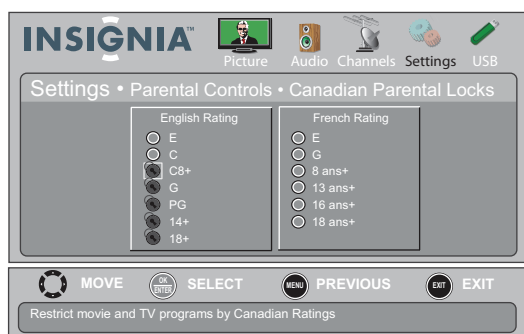 INSIGNIA™
Picture Audio Channels Settings USB
Settings • Parental Controls • Canadian Parental Locks
English Rating
E
C
C8+
G
PG
14+
18+
French Rating
E
G
8 ans+
13 ans+
16 ans+
18 ans+
MOVE OK ENTER SELECT MENU PREVIOUS EXIT EXIT
Restrict movie and TV programs by Canadian Ratings